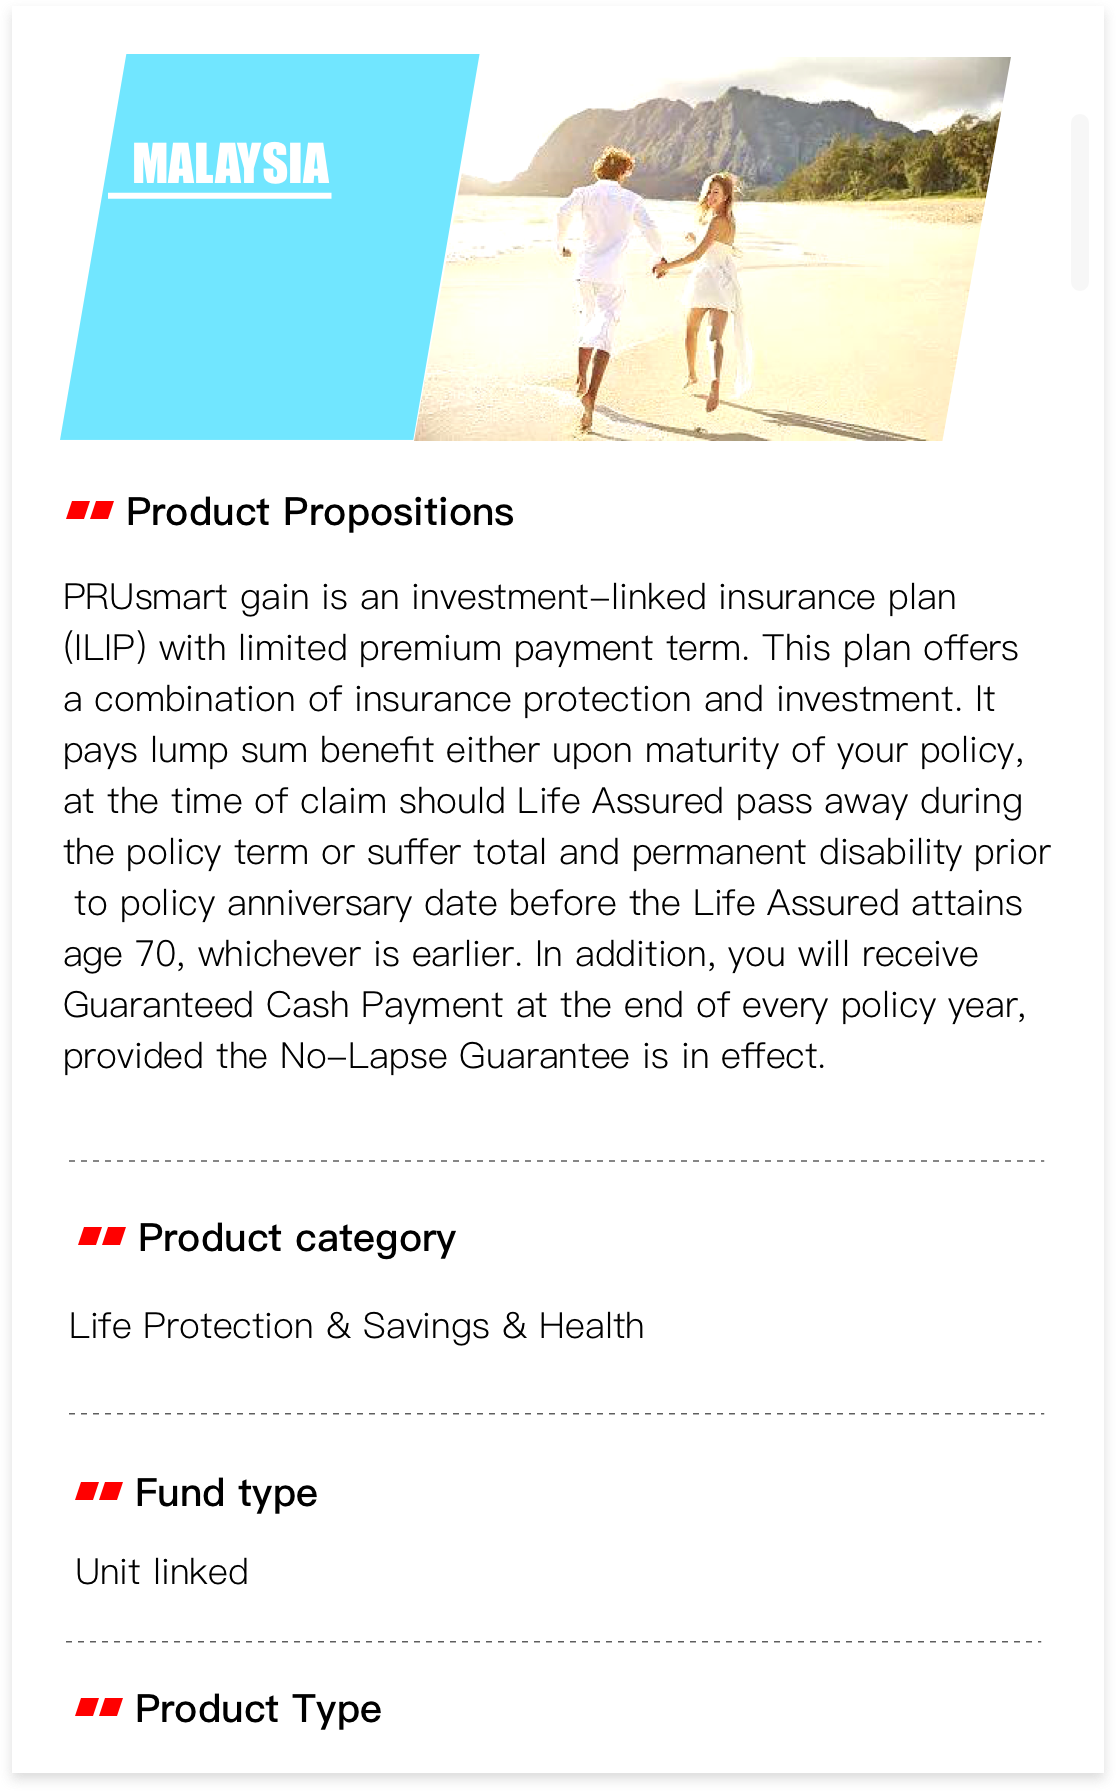 MALAYSIA
Product Propositions
PRUsmart gain is an investment-linked insurance plan
(ILIP) with limited premium payment term. This plan offers
a combination of insurance protection and investment. It
pays lump sum benefit either upon maturity of your policy,
at the time of claim should Life Assured pass away during
the policy term or suffer total and permanent disability prior
to policy anniversary date before the Life Assured attains
age 70, whichever is earlier. In addition, you will receive
Guaranteed Cash Payment at the end of every policy year,
provided the No-Lapse Guarantee is in effect.
Product category
Life Protection & Savings & Health
Fund type
Unit linked
Product Type